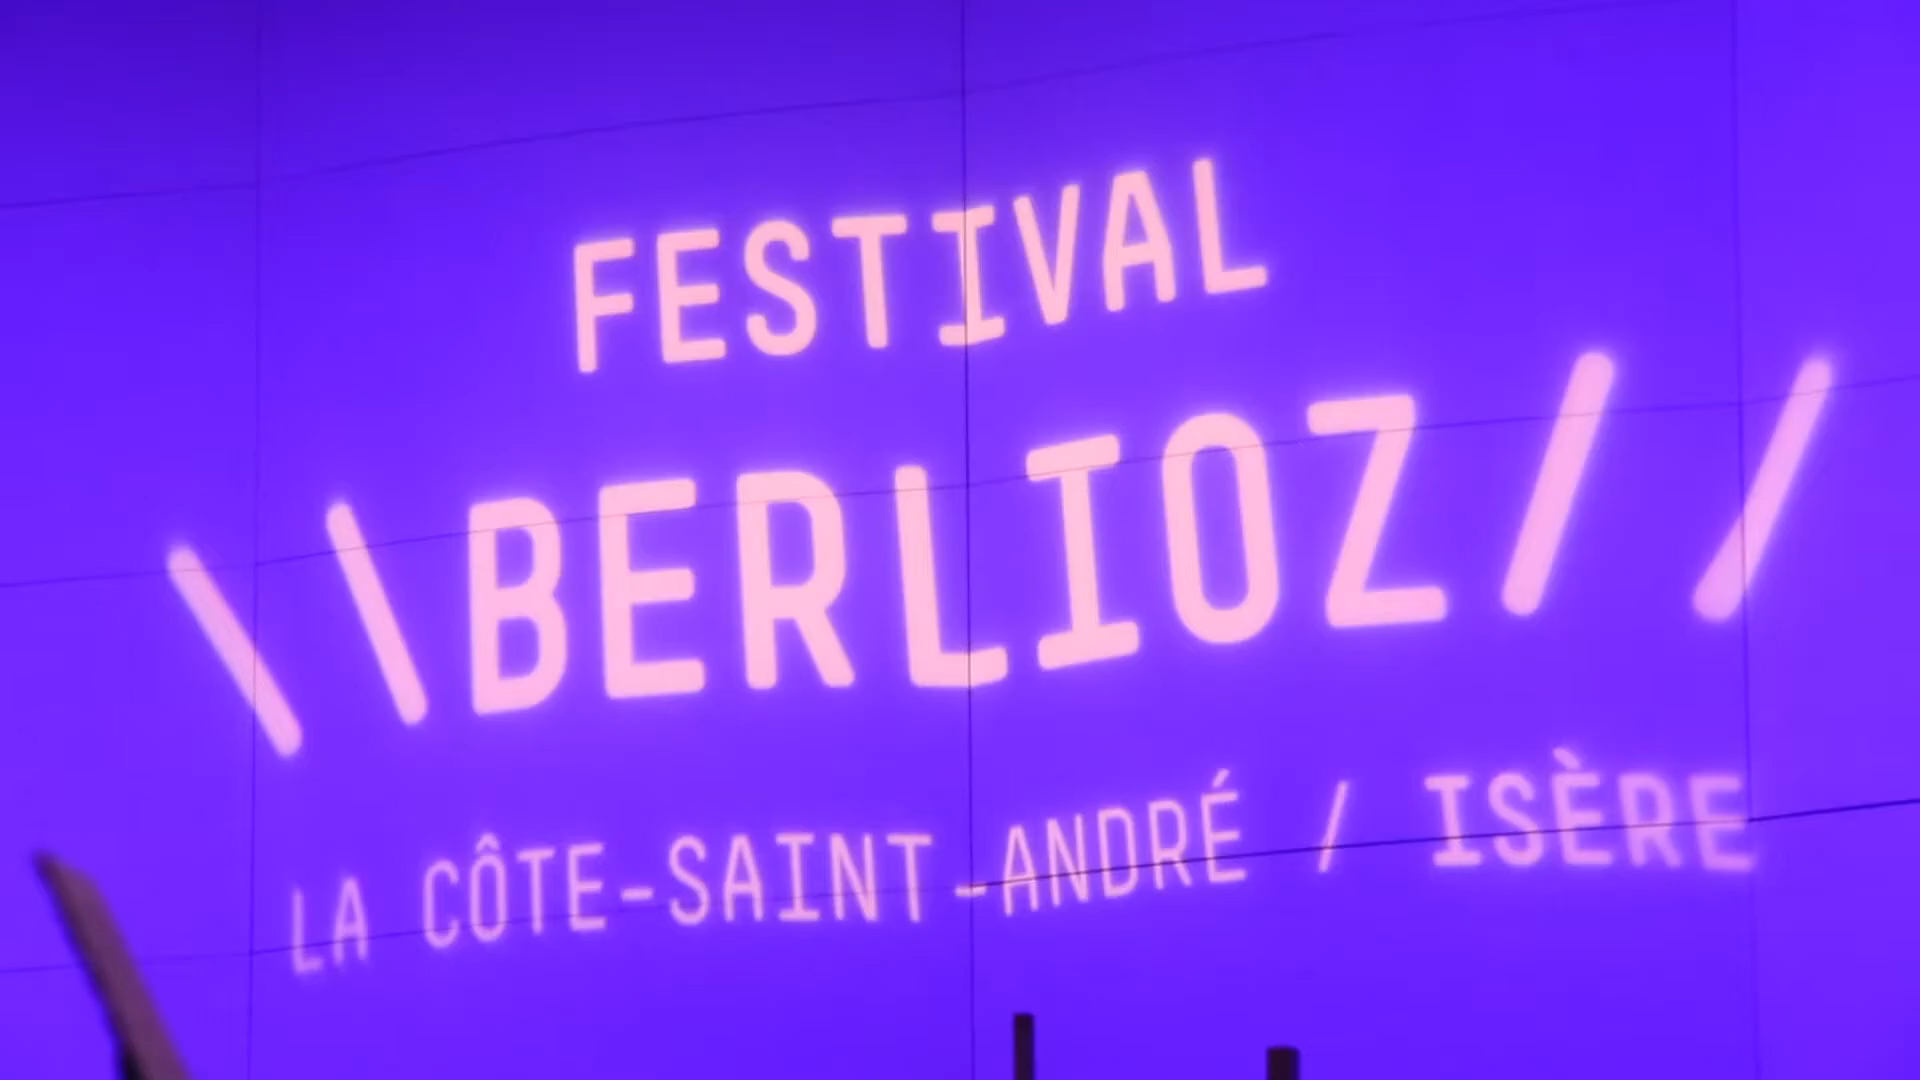 FESTIVAL
\\BERLIOZ//
LA CÔTE-SAINT-ANDRÉ / ISÈRE